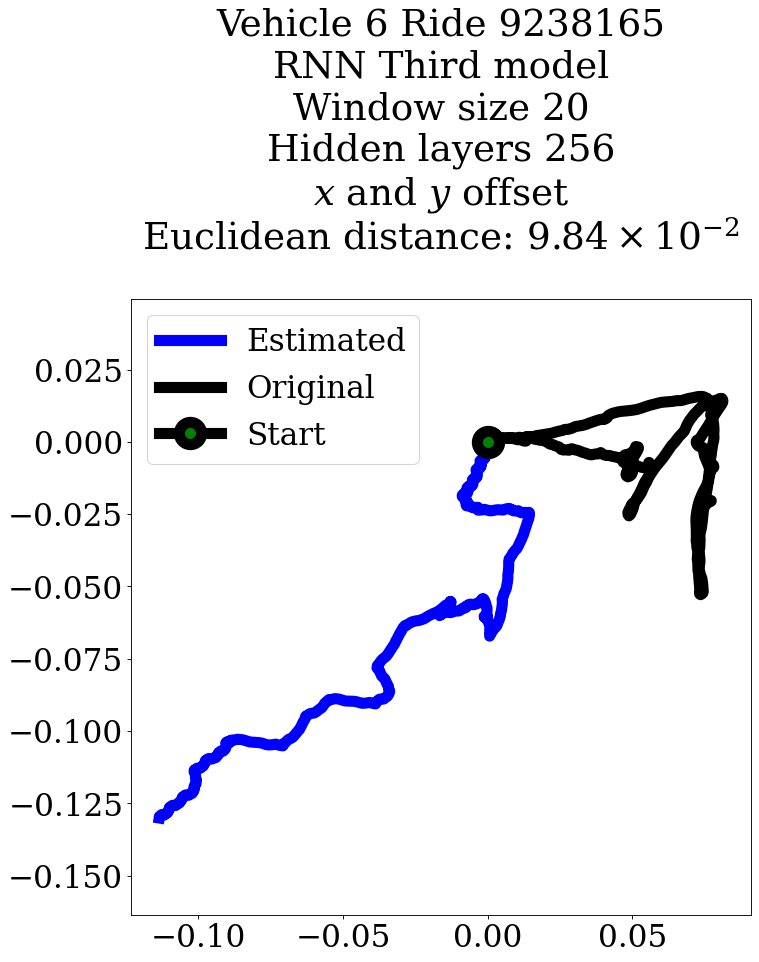 Vehicle 6 Ride 9238165
RNN Third model
Window size 20
Hidden layers 256
x and y offset
Euclidean distance: 9.84 × 10⁻²
Estimated
Original
Start
0.025
0.000
−0.025
−0.050
−0.075
−0.100
−0.125
−0.150
−0.10 −0.05 0.00 0.05